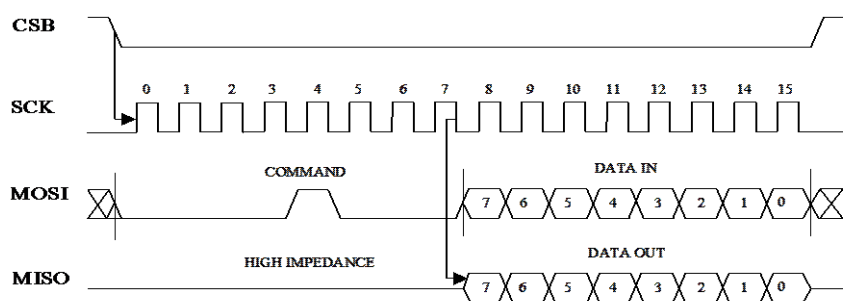 CSB
0 1 2 3 4 5 6 7 8 9 10 11 12 13 14 15
SCK
COMMAND DATA IN
MOSI 7 6 5 4 3 2 1 0
HIGH IMPEDANCE DATA OUT
MISO 7 6 5 4 3 2 1 0